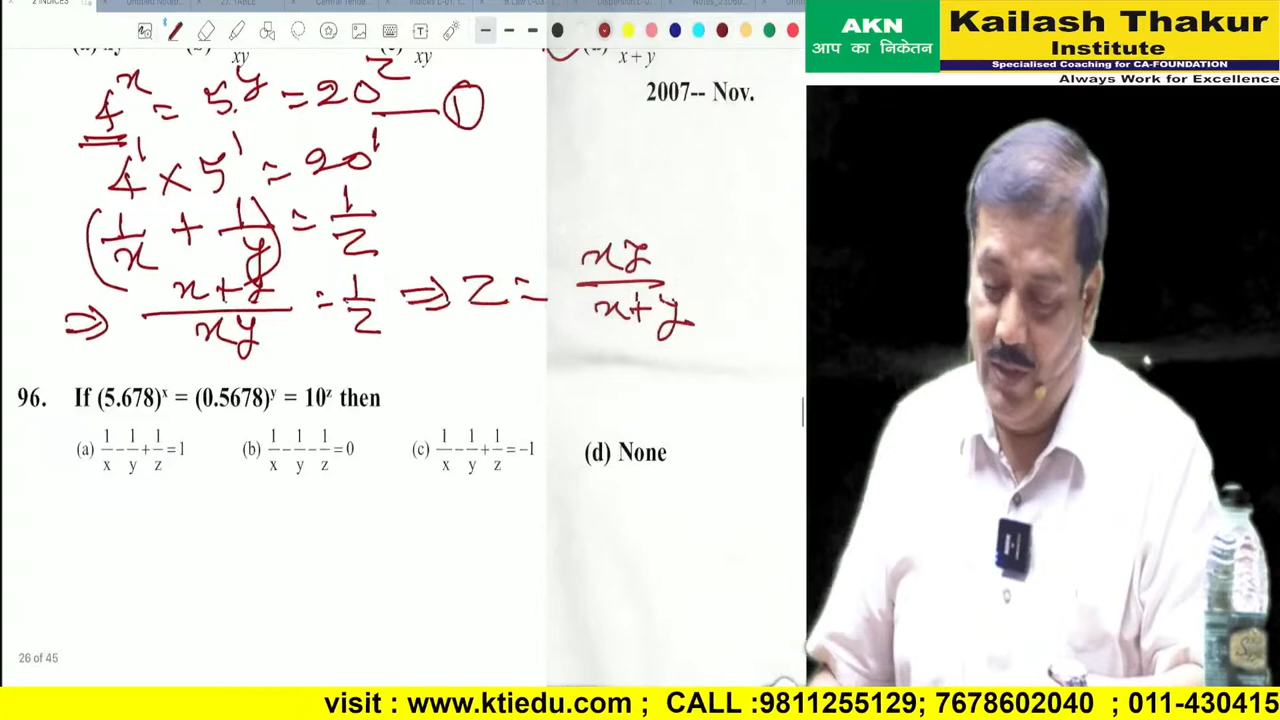 AKN
आप का निकेतन
Kailash Thakur
Institute
Specialised Coaching for CA-FOUNDATION
Always Work for Excellence
2 INDICES
xy
xy
x+y
4^x = 5^y = 20^z ——①
2007-- Nov.
4^1 × 5^1 = 20^1
(1/x + 1/y) = 1/z
⇒ x+y/xy = 1/z ⇒ z = xy/x+y
96. If (5.678)^x = (0.5678)^y = 10^z then
(a) 1/x - 1/y + 1/z = 1 (b) 1/x - 1/y - 1/z = 0 (c) 1/x - 1/y + 1/z = -1 (d) None
26 of 45
visit : www.ktiedu.com ; CALL :9811255129; 7678602040 ; 011-430415